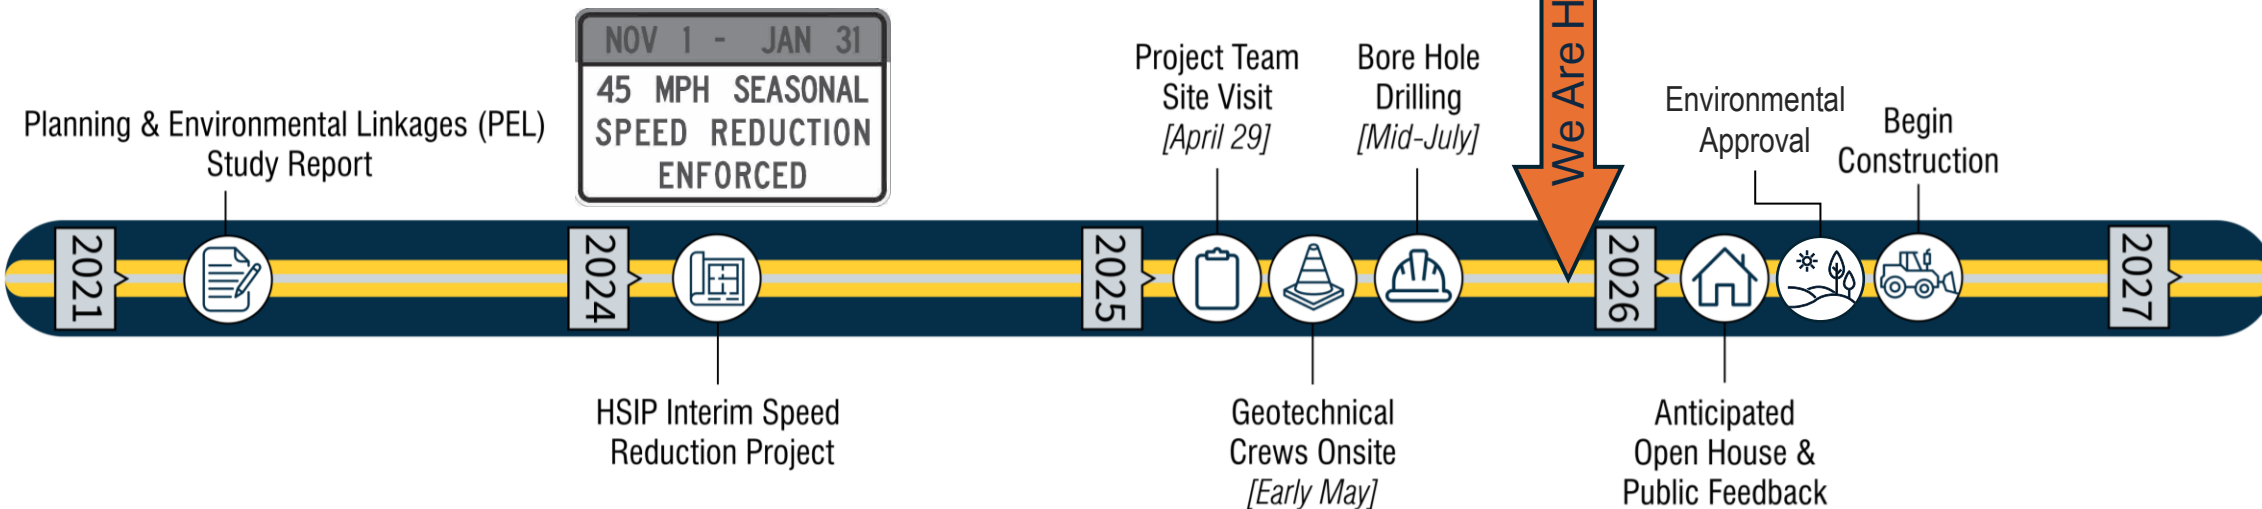 NOV 1 - JAN 31
45 MPH SEASONAL
SPEED REDUCTION
ENFORCED
Planning & Environmental Linkages (PEL)
Study Report
Project Team
Site Visit
[April 29]
Bore Hole
Drilling
[Mid-July]
We Are H
Environmental
Approval
Begin
Construction
2021
2024
2025
2026
2027
HSIP Interim Speed
Reduction Project
Geotechnical
Crews Onsite
[Early May]
Anticipated
Open House &
Public Feedback